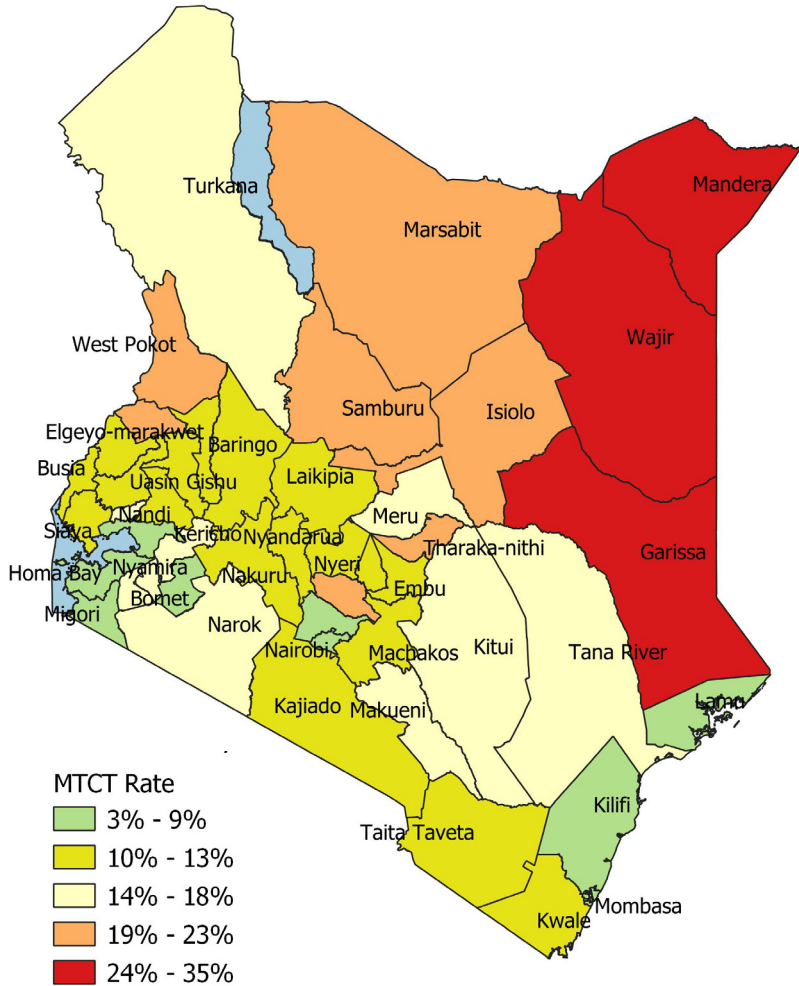 Mandera
Turkana
Marsabit
Wajir
West Pokot
Samburu
Isiolo
Elgeyo-marakwet
Baringo
Busia
Uasin Gishu
Laikipia
Nandi
Meru
Siaya
Kericho
Nyandarua
Tharaka-nithi
Garissa
Homa Bay
Nyamira
Nakuru
Nyeri
Embu
Bomet
Migori
Narok
Nairobi
Machakos
Kitui
Tana River
Kajiado
Makueni
Lamu
Kilifi
Taita Taveta
Mombasa
Kwale
MTCT Rate
3% - 9%
10% - 13%
14% - 18%
19% - 23%
24% - 35%